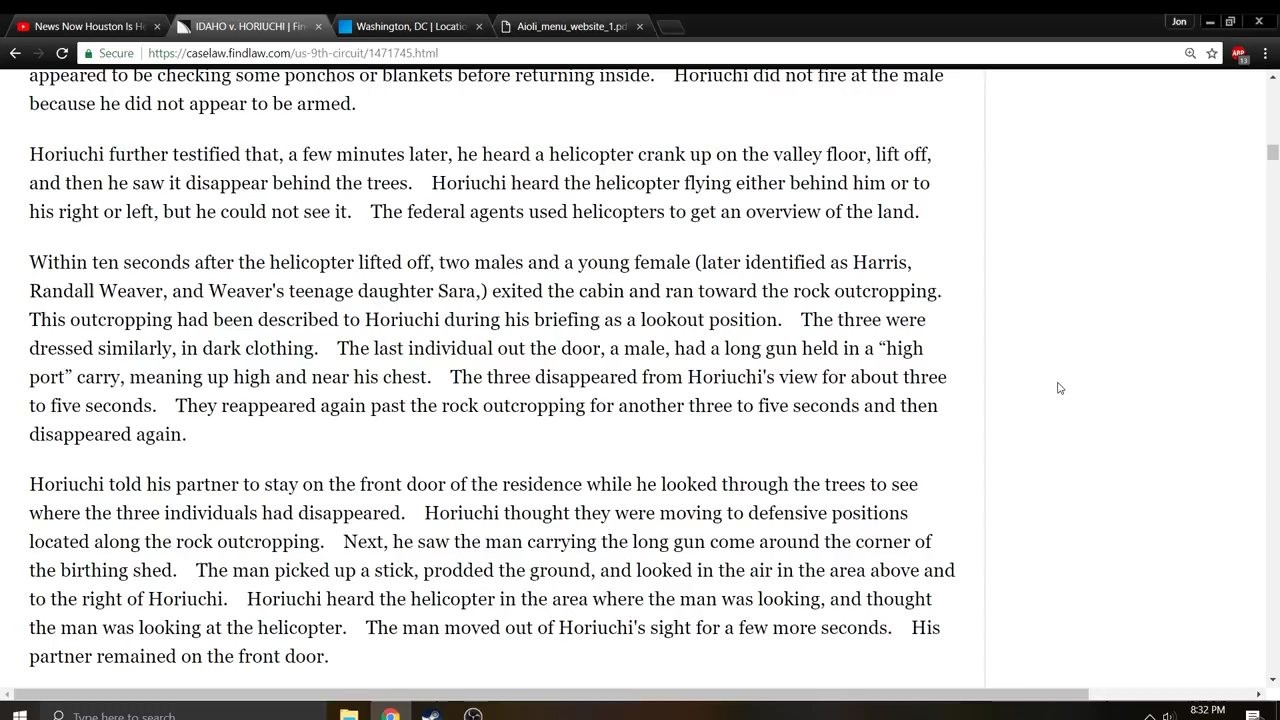 News Now Houston Is H
IDAHO v. HORIUCHI | Fin
Washington, DC | Locatio
Aioli_menu_website_1.pd
Jon
Secure
https://caselaw.findlaw.com/us-9th-circuit/1471745.html
ABP
13
appeared to be checking some ponchos or blankets before returning inside. Horiuchi did not fire at the male
because he did not appear to be armed.
Horiuchi further testified that, a few minutes later, he heard a helicopter crank up on the valley floor, lift off,
and then he saw it disappear behind the trees. Horiuchi heard the helicopter flying either behind him or to
his right or left, but he could not see it. The federal agents used helicopters to get an overview of the land.
Within ten seconds after the helicopter lifted off, two males and a young female (later identified as Harris,
Randall Weaver, and Weaver's teenage daughter Sara,) exited the cabin and ran toward the rock outcropping.
This outcropping had been described to Horiuchi during his briefing as a lookout position. The three were
dressed similarly, in dark clothing. The last individual out the door, a male, had a long gun held in a “high
port” carry, meaning up high and near his chest. The three disappeared from Horiuchi's view for about three
to five seconds. They reappeared again past the rock outcropping for another three to five seconds and then
disappeared again.
Horiuchi told his partner to stay on the front door of the residence while he looked through the trees to see
where the three individuals had disappeared. Horiuchi thought they were moving to defensive positions
located along the rock outcropping. Next, he saw the man carrying the long gun come around the corner of
the birthing shed. The man picked up a stick, prodded the ground, and looked in the air in the area above and
to the right of Horiuchi. Horiuchi heard the helicopter in the area where the man was looking, and thought
the man was looking at the helicopter. The man moved out of Horiuchi's sight for a few more seconds. His
partner remained on the front door.
Type here to search
8:32 PM